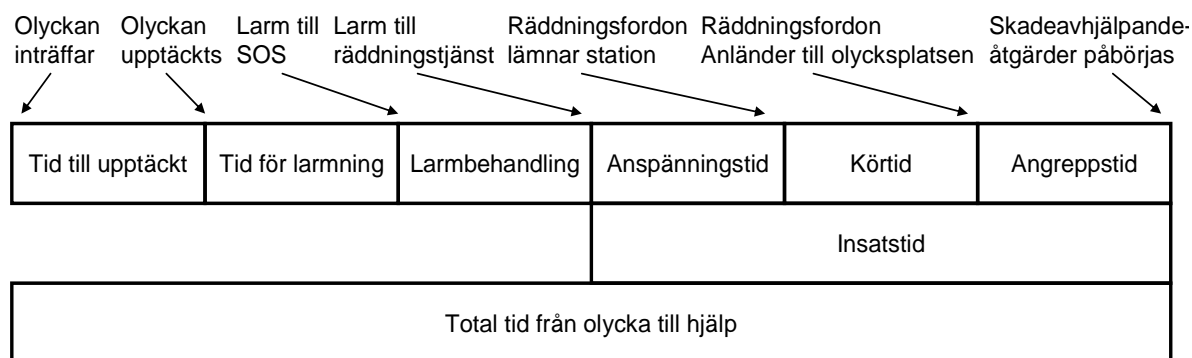 Olyckan
inträffar
Olyckan
upptäckts
Larm till
SOS
Larm till
räddningstjänst
Räddningsfordon
lämnar station
Räddningsfordon
Anländer till olycksplatsen
Skadeavhjälpande-
åtgärder påbörjas
Tid till upptäckt
Tid för larmning
Larmbehandling
Anspänningstid
Körtid
Angreppstid
Insatstid
Total tid från olycka till hjälp